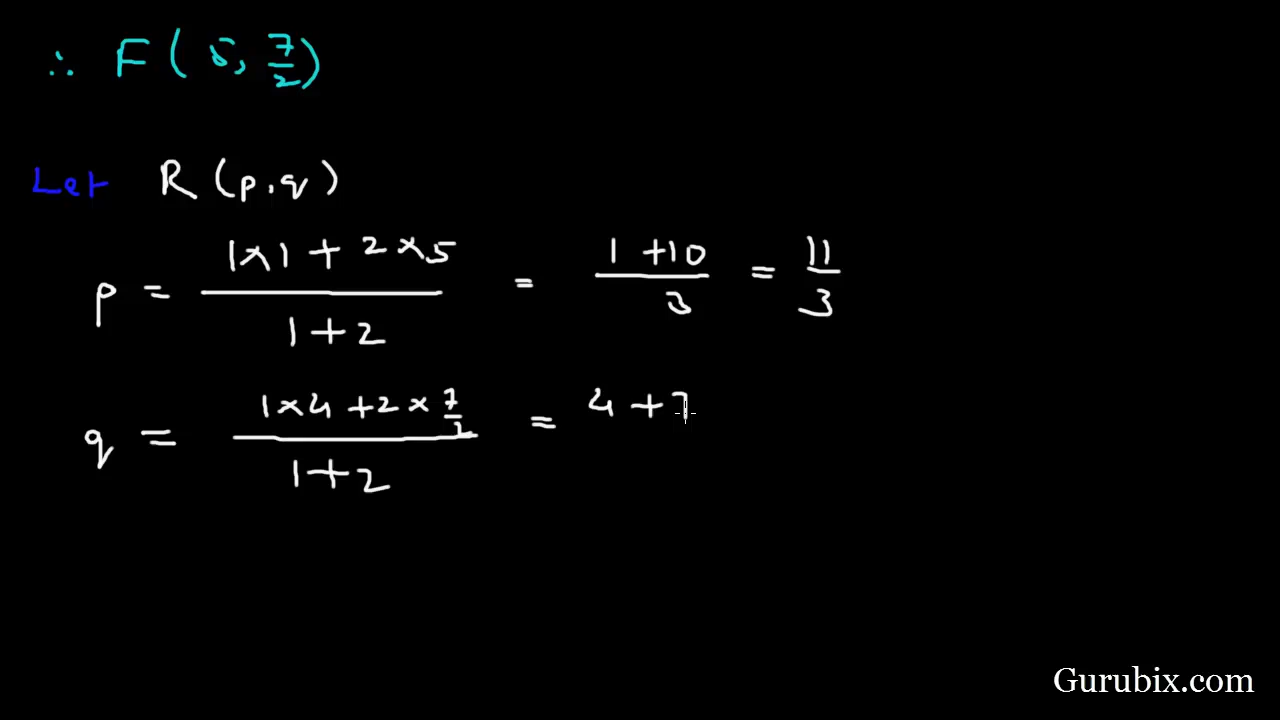 ∴ F(5, 7/2)
Let R(p,q)
p = (1×1 + 2×5)/(1+2) = (1+10)/3 = 11/3
q = (1×4 + 2×7/2)/(1+2) = 4+7
Gurubix.com